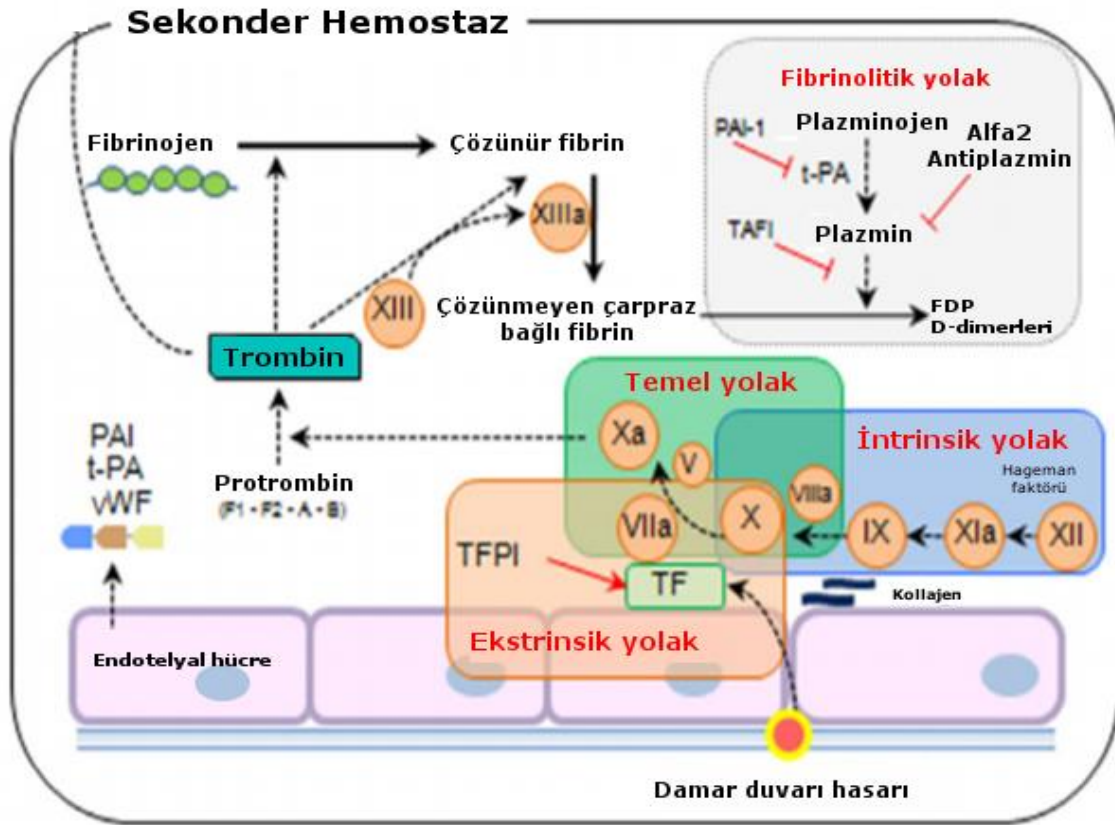 Sekonder Hemostaz
Fibrinolitik yolak
PAI-1
Plazminojen
Alfa2
Antiplazmin
t-PA
TAFI
Plazmin
FDP
D-dimerleri
Fibrinojen
Çözünür fibrin
XIIIa
XIII
Çözünmeyen çarpraz
bağlı fibrin
Trombin
Temel yolak
Xa
V
İntrinsik yolak
Hageman
faktörü
VIIIa
X
IX
XIa
XII
PAI
t-PA
vWF
Protrombin
(F1 - F2 - A - B)
VIIa
TFPI
TF
Kollajen
Ekstrinsik yolak
Endotelyal hücre
Damar duvarı hasarı